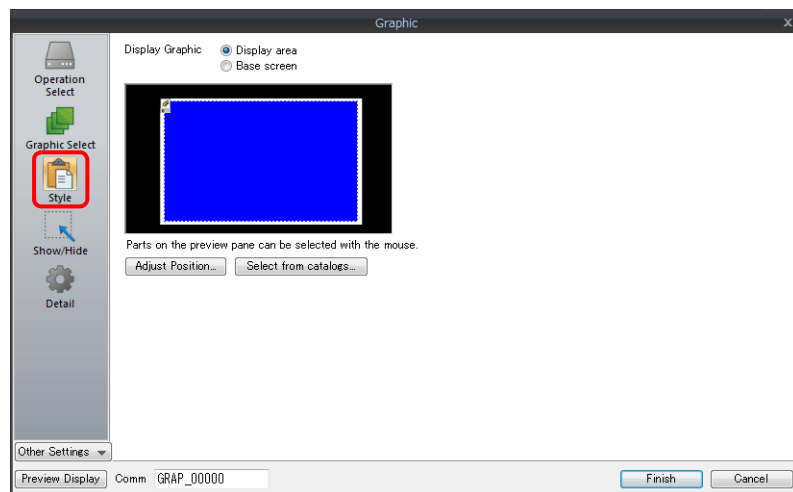 Graphic
Operation
Select
Graphic Select
Style
Show/Hide
Detail
Other Settings
Display Graphic
Display area
Base screen
Parts on the preview pane can be selected with the mouse.
Adjust Position...
Select from catalogs...
Preview Display
Comm
GRAP_00000
Finish
Cancel